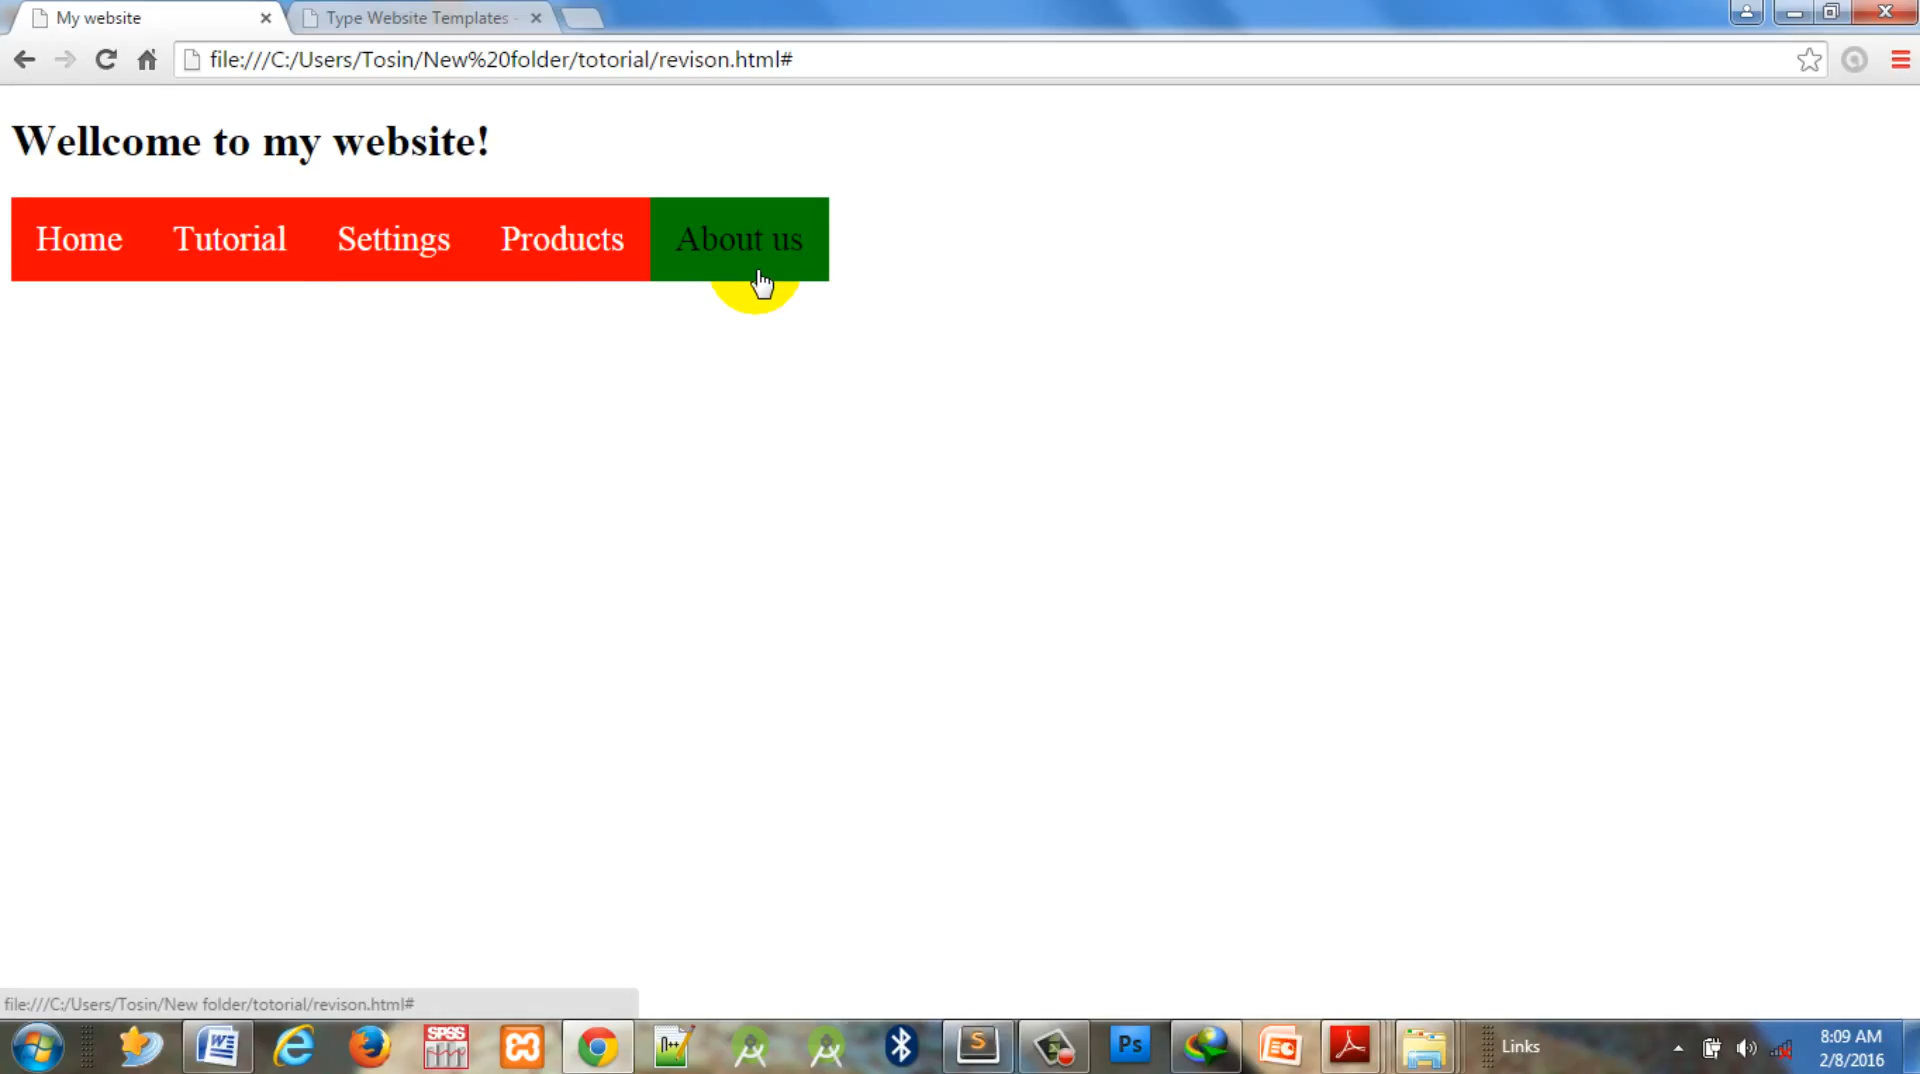 My website
Type Website Templates -
file:///C:/Users/Tosin/New%20folder/totorial/revison.html#
Wellcome to my website!
Home Tutorial Settings Products About us
file:///C:/Users/Tosin/New folder/totorial/revison.html#
W
SPSS
n++
S
Ps
Links
8:09 AM
2/8/2016